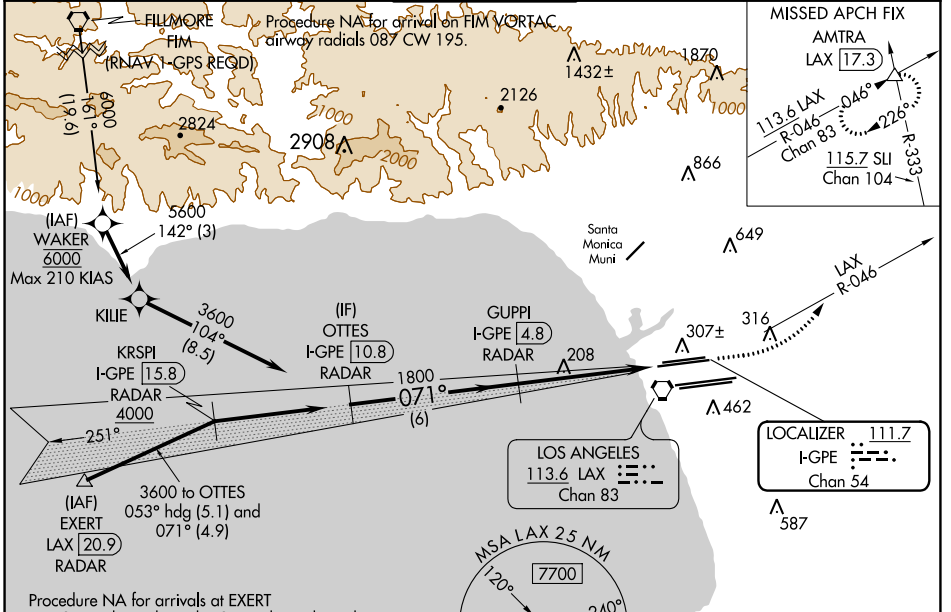 FILLMORE
FIM
(RNAV 1-GPS REQD)
Procedure NA for arrival on FIM VORTAC
airway radials 087 CW 195.
MISSED APCH FIX
AMTRA
LAX 17.3
113.6 LAX
R-046
Chan 83
046°
226°
R-333
115.7 SLI
Chan 104
6000
161°
(19.6)
2824
2908
1432±
2126
1870
1000
2000
1000
1000
866
649
Santa
Monica
Muni
(IAF)
WAKER
6000
Max 210 KIAS
5600
142° (3)
KILIE
3600
104°
(8.5)
KRSPI
I-GPE 15.8
RADAR
4000
(IF)
OTTES
I-GPE 10.8
RADAR
GUPPI
I-GPE 4.8
RADAR
208
307±
316
LAX
R-046
1800
071°
(6)
251°
462
3600 to OTTES
053° hdg (5.1) and
071° (4.9)
(IAF)
EXERT
LAX 20.9
RADAR
LOS ANGELES
113.6 LAX
Chan 83
LOCALIZER 111.7
I-GPE
Chan 54
587
MSA LAX 25 NM
7700
120°
240°
Procedure NA for arrivals at EXERT